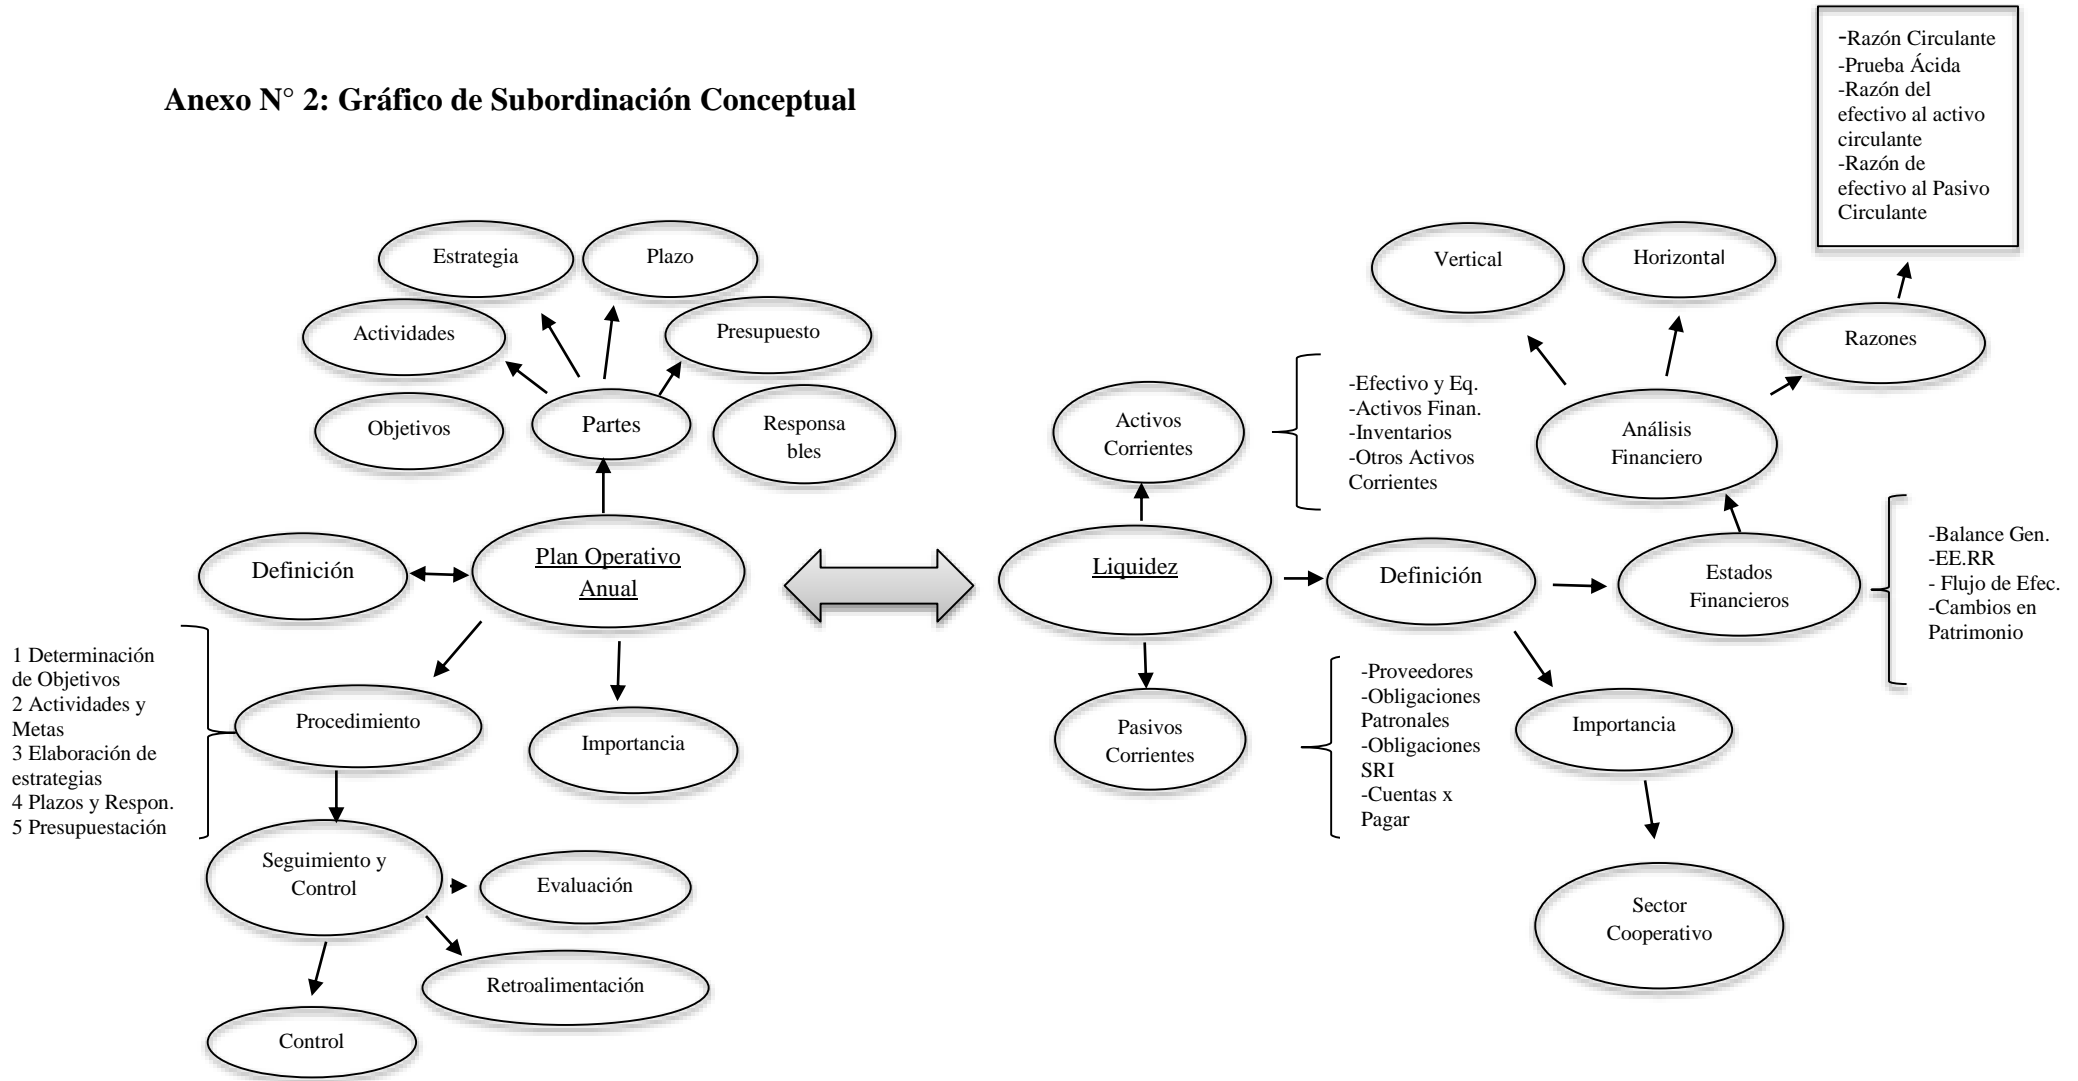 Anexo N° 2: Gráfico de Subordinación Conceptual
Estrategia
Plazo
Actividades
Presupuesto
Objetivos
Partes
Responsa
bles
Definición
Plan Operativo
Anual
1 Determinación
de Objetivos
2 Actividades y
Metas
3 Elaboración de
estrategias
4 Plazos y Respon.
5 Presupuestación
Procedimiento
Importancia
Seguimiento y
Control
Evaluación
Retroalimentación
Control
-Razón Circulante
-Prueba Ácida
-Razón del
efectivo al activo
circulante
-Razón de
efectivo al Pasivo
Circulante
Vertical
Horizontal
Razones
Activos
Corrientes
-Efectivo y Eq.
-Activos Finan.
-Inventarios
-Otros Activos
Corrientes
Análisis
Financiero
Liquidez
Definición
Estados
Financieros
-Balance Gen.
-EE.RR
- Flujo de Efec.
-Cambios en
Patrimonio
Pasivos
Corrientes
-Proveedores
-Obligaciones
Patronales
-Obligaciones
SRI
-Cuentas x
Pagar
Importancia
Sector
Cooperativo